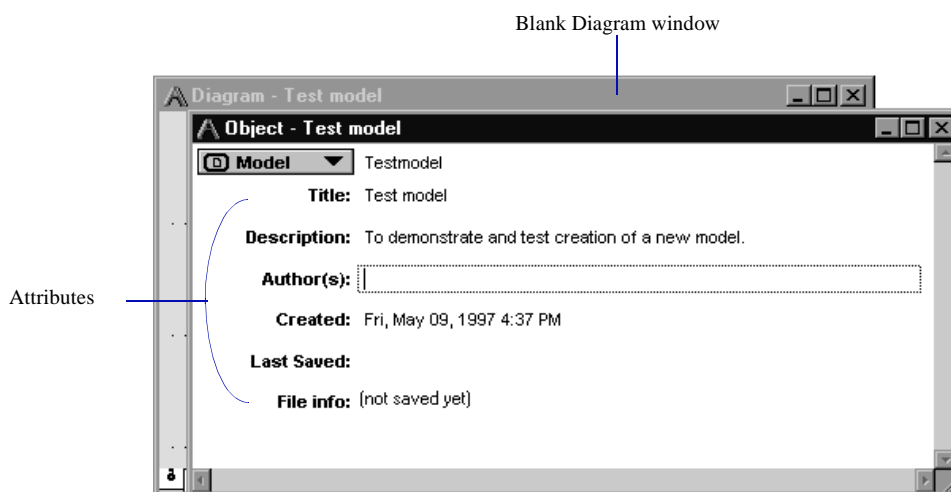 Blank Diagram window
Diagram - Test model
Object - Test model
Model
Testmodel
Title: Test model
Description: To demonstrate and test creation of a new model.
Author(s):
Attributes
Created: Fri, May 09, 1997 4:37 PM
Last Saved:
File info: (not saved yet)